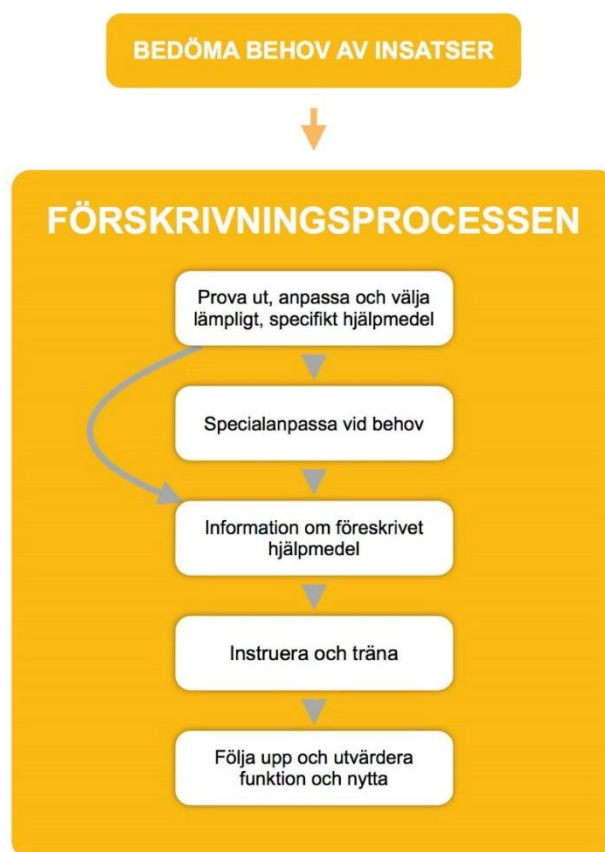 BEDÖMA BEHOV AV INSATSER
FÖRSKRIVNINGSPROCESSEN
Prova ut, anpassa och välja
lämpligt, specifikt hjälpmedel
Specialanpassa vid behov
Information om föreskrivet
hjälpmedel
Instruera och träna
Följa upp och utvärdera
funktion och nytta